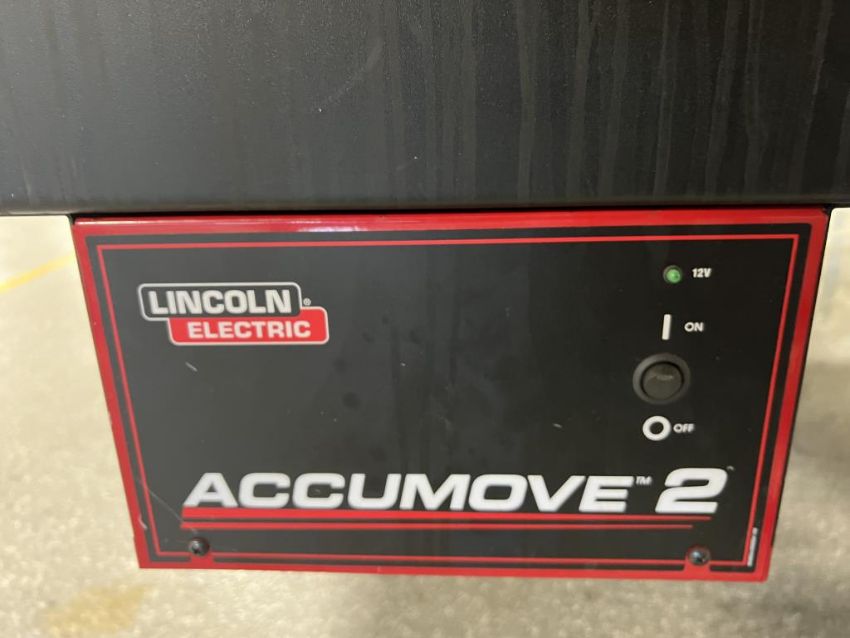 12V
LINCOLN®
ELECTRIC
ON
OFF
ACCUMOVE™ 2